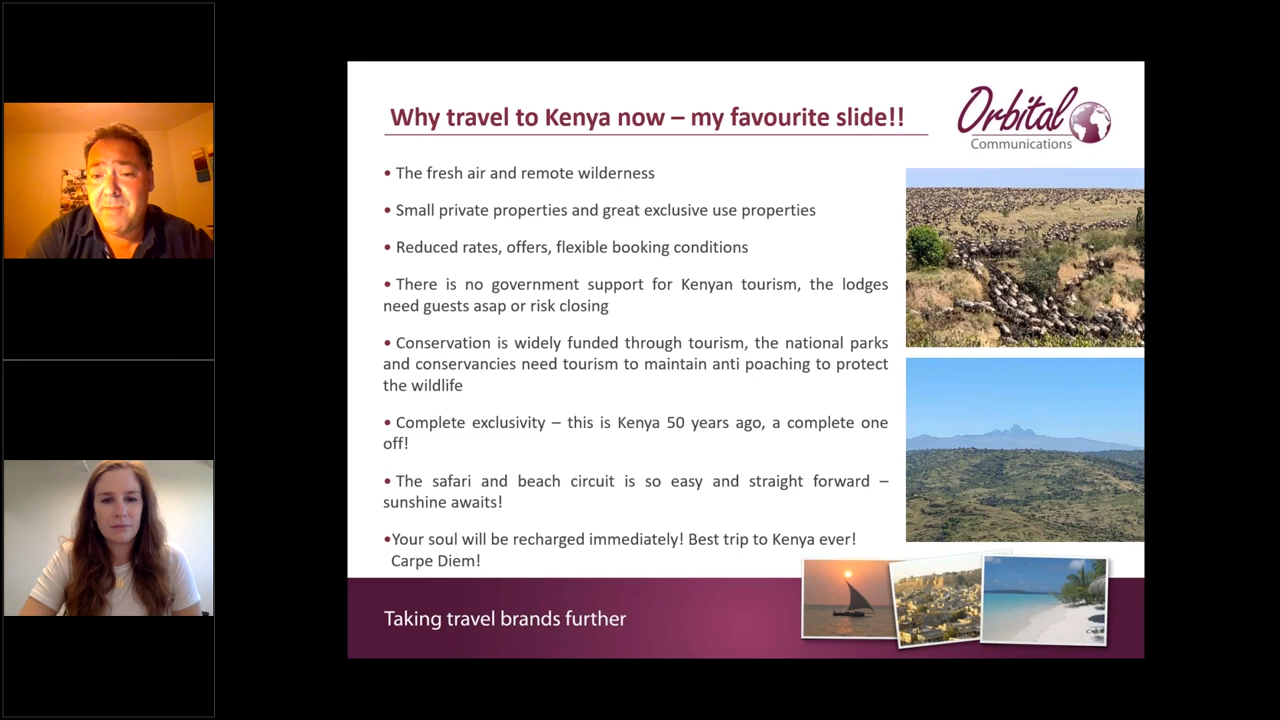 Why travel to Kenya now – my favourite slide!!
Orbital
Communications
• The fresh air and remote wilderness
• Small private properties and great exclusive use properties
• Reduced rates, offers, flexible booking conditions
• There is no government support for Kenyan tourism, the lodges
need guests asap or risk closing
• Conservation is widely funded through tourism, the national parks
and conservancies need tourism to maintain anti poaching to protect
the wildlife
• Complete exclusivity – this is Kenya 50 years ago, a complete one
off!
• The safari and beach circuit is so easy and straight forward –
sunshine awaits!
•Your soul will be recharged immediately! Best trip to Kenya ever!
Carpe Diem!
Taking travel brands further